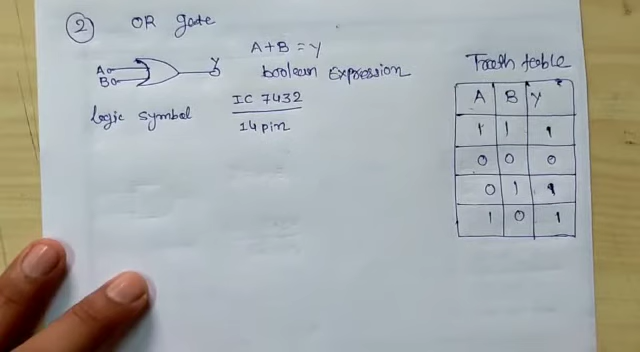 2 OR gate
A+B = Y
boolean Expression
A
B
Y
Logic symbol
IC 7432
14 pin
Trooth table
A B Y
1 1 1
0 0 0
0 1 1
1 0 1